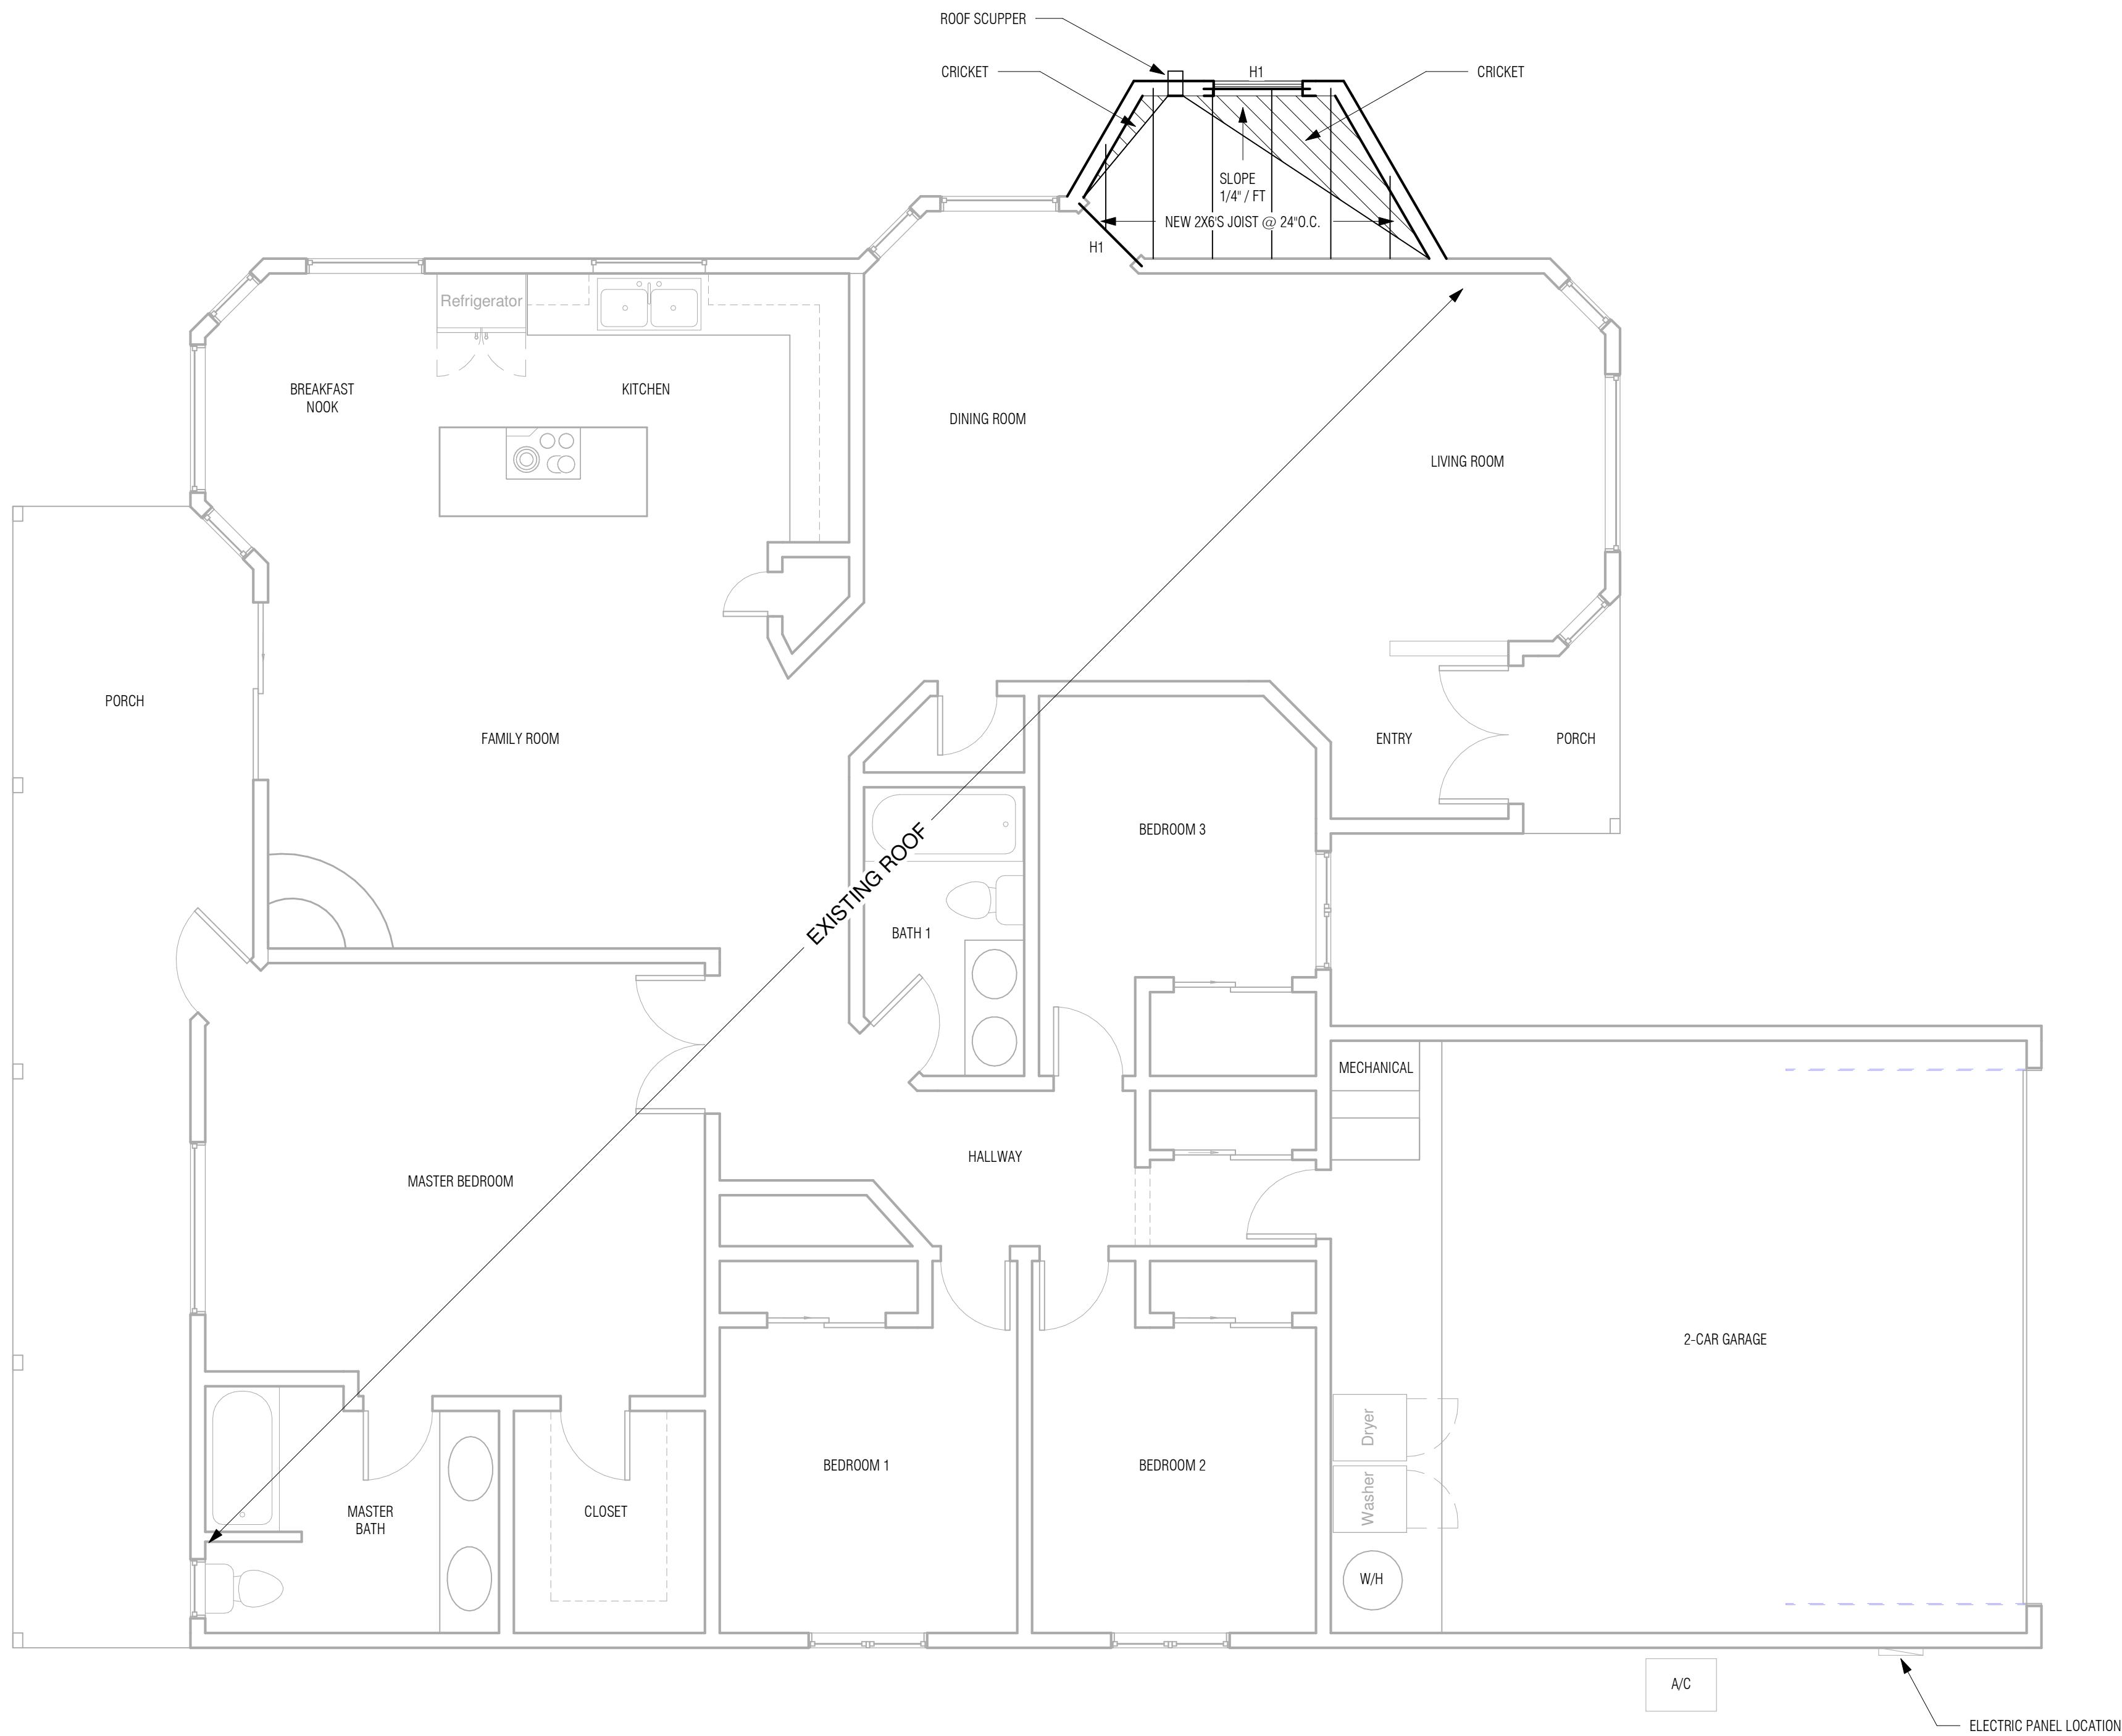 ROOF SCUPPER
CRICKET
H1
CRICKET
SLOPE
1/4" / FT
NEW 2X6'S JOIST @ 24"O.C.
H1
Refrigerator
BREAKFAST
NOOK
KITCHEN
DINING ROOM
LIVING ROOM
PORCH
FAMILY ROOM
ENTRY
PORCH
BEDROOM 3
EXISTING ROOF
BATH 1
MECHANICAL
HALLWAY
MASTER BEDROOM
2-CAR GARAGE
Dryer
BEDROOM 1
BEDROOM 2
Washer
MASTER
BATH
CLOSET
W/H
A/C
ELECTRIC PANEL LOCATION